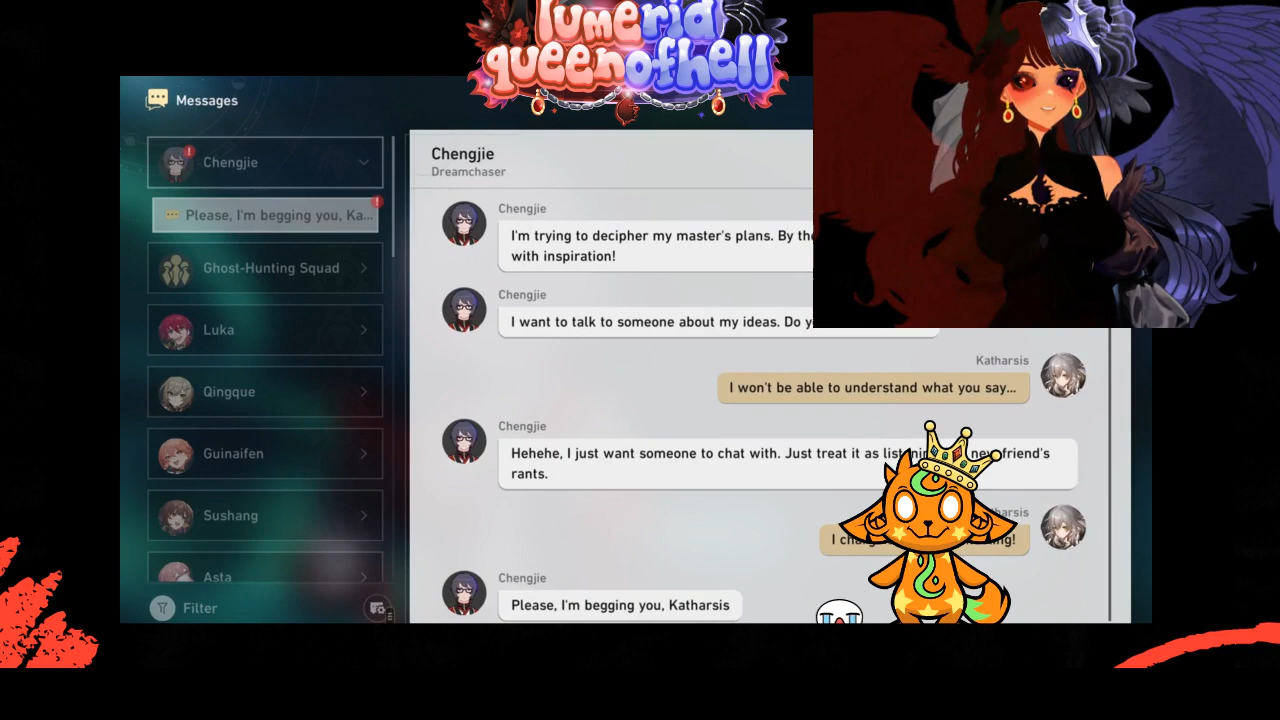 lumerid
queenofhell
Messages
Chengjie
Please, I'm begging you, Ka...
Ghost-Hunting Squad
Luka
Qingque
Guinaifen
Sushang
Asta
Filter
Chengjie
Dreamchaser
Chengjie
I'm trying to decipher my master's plans. By the
with inspiration!
Chengjie
I want to talk to someone about my ideas. Do y
Katharsis
I won't be able to understand what you say...
Chengjie
Hehehe, I just want someone to chat with. Just treat it as friend's
rants.
I
Chengjie
Please, I'm begging you, Katharsis